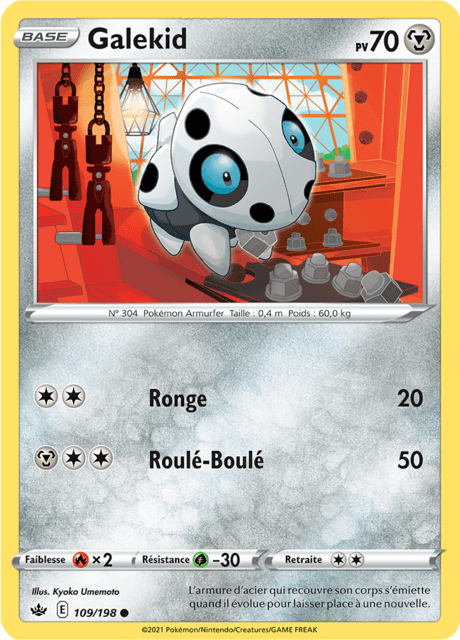 BASE Galekid PV70
N° 304 Pokémon Armurfer Taille : 0,4 m Poids : 60,0 kg
Ronge 20
Roulé-Boulé 50
Faiblesse ×2 Résistance -30 Retraite
Illus. Kyoko Umemoto
L'armure d'acier qui recouvre son corps s'émiette
E 109/198
quand il évolue pour laisser place à une nouvelle.
©2021 Pokémon/Nintendo/Creatures/GAME FREAK